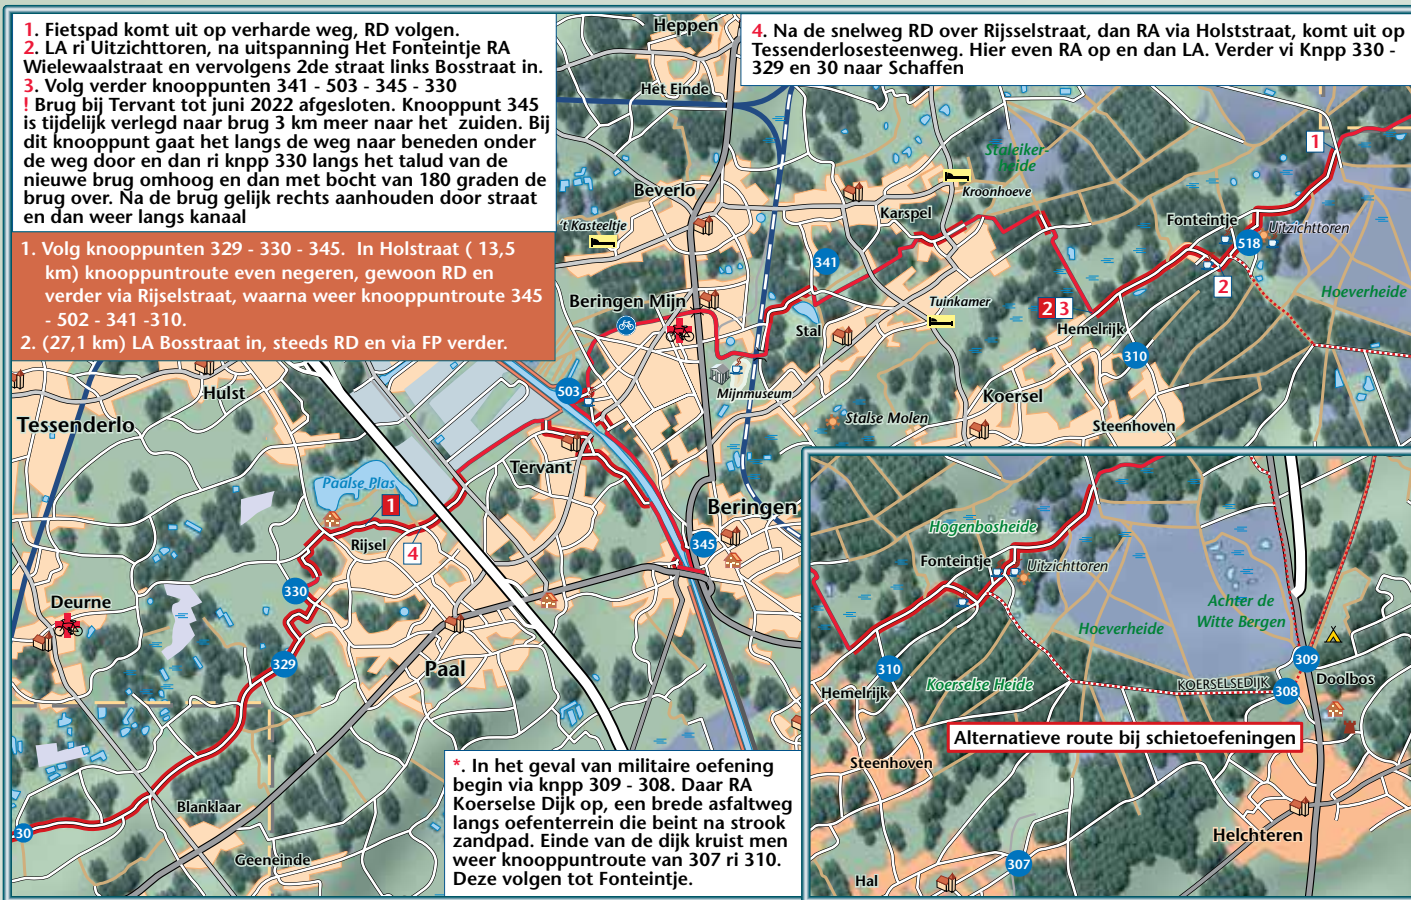 1. Fietspad komt uit op verharde weg, RD volgen.
2. LA ri Uitzichttoren, na uitspanning Het Fonteintje RA
Wielewaalstraat en vervolgens 2de straat links Bosstraat in.
3. Volg verder knooppunten 341 - 503 - 345 - 330
! Brug bij Tervant tot juni 2022 afgesloten. Knooppunt 345
is tijdelijk verlegd naar brug 3 km meer naar het zuiden. Bij
dit knooppunt gaat het langs de weg naar beneden onder
de weg door en dan ri knpp 330 langs het talud van de
nieuwe brug omhoog en dan met bocht van 180 graden de
brug over. Na de brug gelijk rechts aanhouden door straat
en dan weer langs kanaal
1. Volg knooppunten 329 - 330 - 345. In Holstraat ( 13,5
km) knooppuntroute even negeren, gewoon RD en
verder via Rijselstraat, waarna weer knooppuntroute 345
- 502 - 341 -310.
2. (27,1 km) LA Bosstraat in, steeds RD en via FP verder.
4. Na de snelweg RD over Rijsselstraat, dan RA via Holststraat, komt uit op
Tessenderlosesteenweg. Hier even RA op en dan LA. Verder vi Knpp 330 -
329 en 30 naar Schaffen
Heppen
Het Einde
Beverlo
't Kasteeltje
Staleiker-
heide
Kroonhoeve
Karspel
341
Fonteintje
518
Uitzichttoren
1
2
Hoeverheide
Beringen Mijn
Tuinkamer
Stal
2 3
Hemelrijk
310
Mijnmuseum
503
Koersel
Stalse Molen
Steenhoven
Hulst
Tessenderlo
Tervant
Paalse Plas
1
Beringen
Rijsel
4
345
330
Deurne
329
Paal
Blanklaar
30
Geeneinde
*. In het geval van militaire oefening
begin via knpp 309 - 308. Daar RA
Koerselse Dijk op, een brede asfaltweg
langs oefenterrein die beint na strook
zandpad. Einde van de dijk kruist men
weer knooppuntroute van 307 ri 310.
Deze volgen tot Fonteintje.
Hogenbosheide
Fonteintje
Uitzichttoren
Achter de
Witte Bergen
Hoeverheide
309
310
Koerselse Heide
KOERSELSEDIJK
308
Doolbos
Hemelrijk
Alternatieve route bij schietoefeningen
Steenhoven
Helchteren
307
Hal